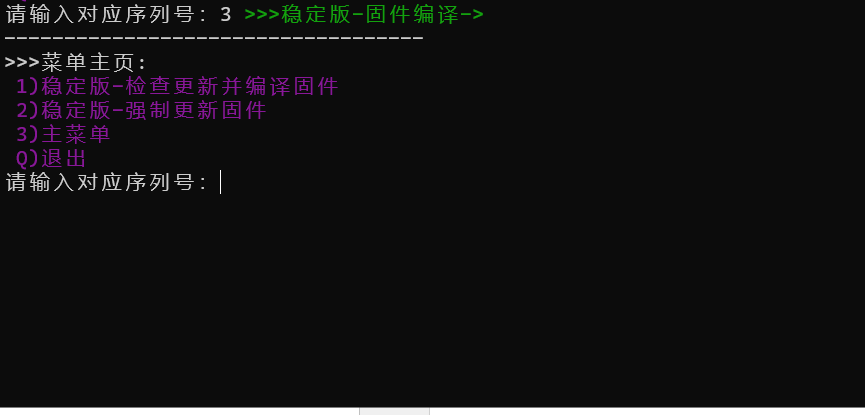 请输入对应序列号: 3 >>>稳定版-固件编译->
-----------------------------------
>>>菜单主页:
1)稳定版-检查更新并编译固件
2)稳定版-强制更新固件
3)主菜单
Q)退出
请输入对应序列号: